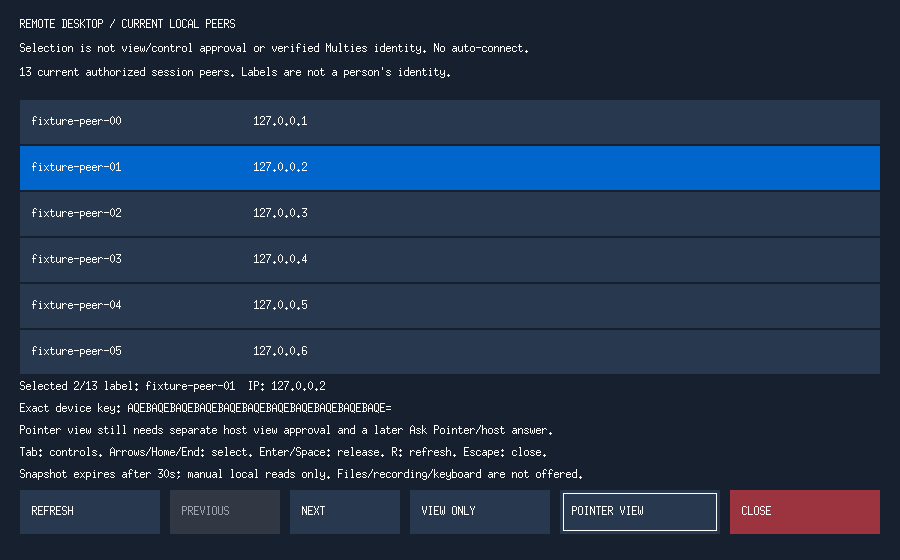 REMOTE DESKTOP / CURRENT LOCAL PEERS
Selection is not view/control approval or verified Multies identity. No auto-connect.
13 current authorized session peers. Labels are not a person's identity.
fixture-peer-00 127.0.0.1
fixture-peer-01 127.0.0.2
fixture-peer-02 127.0.0.3
fixture-peer-03 127.0.0.4
fixture-peer-04 127.0.0.5
fixture-peer-05 127.0.0.6
Selected 2/13 label: fixture-peer-01 IP: 127.0.0.2
Exact device key: AQEBAQEBAQEBAQEBAQEBAQEBAQEBAQEBAQEBAQEBAQE=
Pointer view still needs separate host view approval and a later Ask Pointer/host answer.
Tab: controls. Arrows/Home/End: select. Enter/Space: release. R: refresh. Escape: close.
Snapshot expires after 30s; manual local reads only. Files/recording/keyboard are not offered.
REFRESH PREVIOUS NEXT VIEW ONLY POINTER VIEW CLOSE